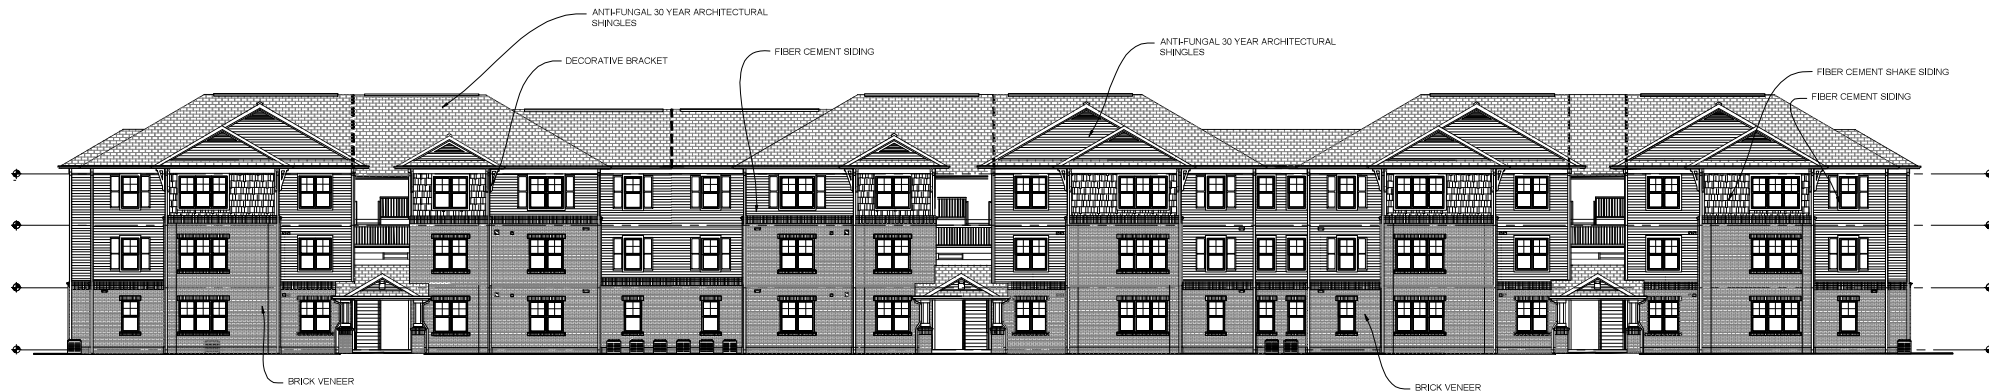 ANTI-FUNGAL 30 YEAR ARCHITECTURAL
SHINGLES
DECORATIVE BRACKET
FIBER CEMENT SIDING
ANTI-FUNGAL 30 YEAR ARCHITECTURAL
SHINGLES
FIBER CEMENT SHAKE SIDING
FIBER CEMENT SIDING
BRICK VENEER
BRICK VENEER